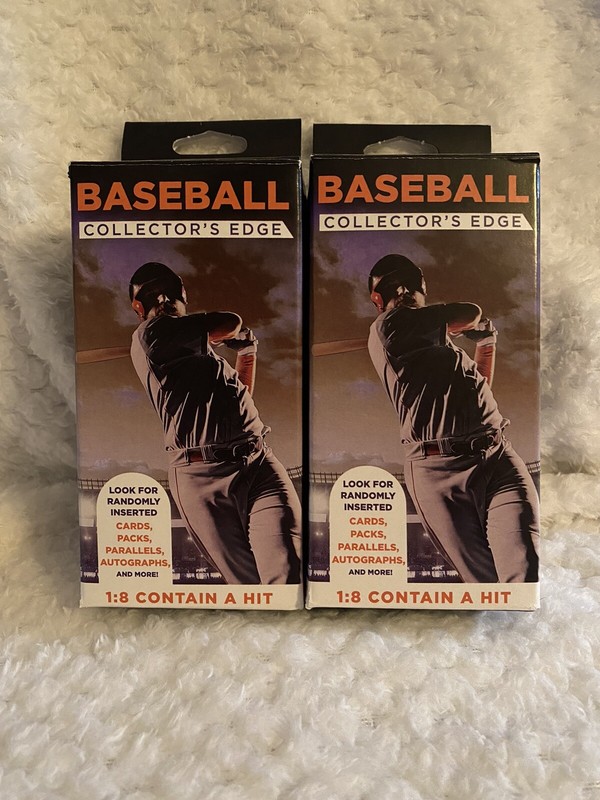 BASEBALL
COLLECTOR'S EDGE
LOOK FOR
RANDOMLY
INSERTED
CARDS,
PACKS,
PARALLELS,
AUTOGRAPHS,
AND MORE!
1:8 CONTAIN A HIT
BASEBALL
COLLECTOR'S EDGE
LOOK FOR
RANDOMLY
INSERTED
CARDS,
PACKS,
PARALLELS,
AUTOGRAPHS,
AND MORE!
1:8 CONTAIN A HIT